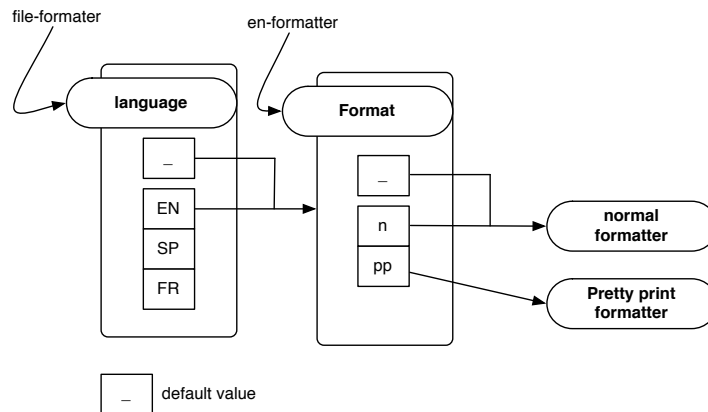 file-formater
en-formatter
language
Format
_
EN
SP
FR
_
n
pp
normal
formatter
Pretty print
formatter
_ default value